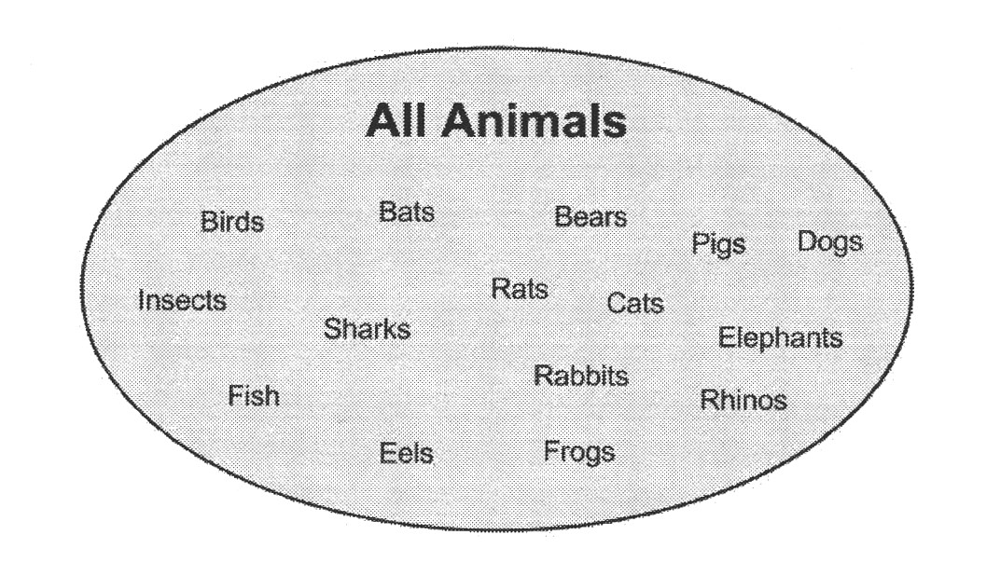 All Animals
Birds
Bats
Bears
Pigs
Dogs
Insects
Rats
Cats
Sharks
Elephants
Fish
Rabbits
Rhinos
Eels
Frogs